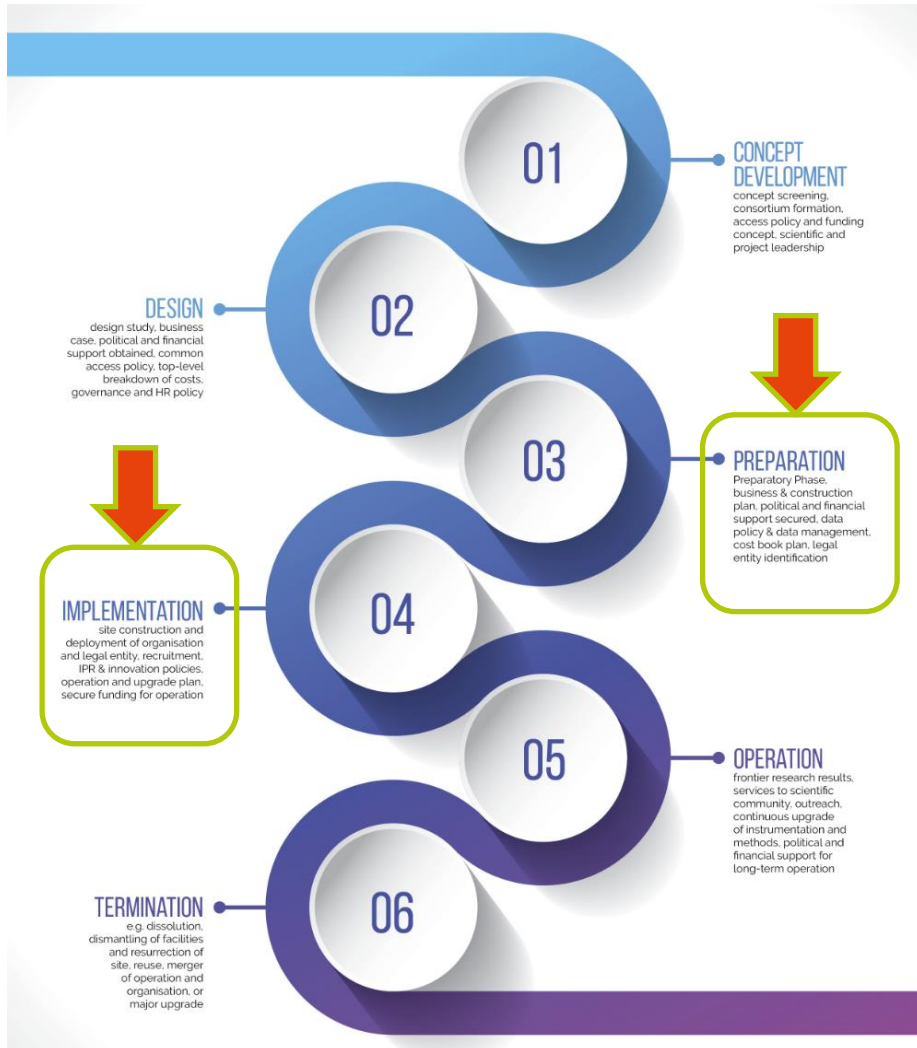 01
CONCEPT
DEVELOPMENT
concept screening,
consortium formation,
access policy and funding
concept, scientific and
project leadership
02
DESIGN
design study, business
case, political and financial
support obtained, common
access policy, top-level
breakdown of costs,
governance and HR policy
03
PREPARATION
Preparatory Phase,
business & construction
plan, political and financial
support secured, data
policy & data management,
cost book plan, legal
entity identification
04
IMPLEMENTATION
site construction and
deployment of organisation
and legal entity, recruitment,
IPR & innovation policies,
operation and upgrade plan,
secure funding for operation
05
OPERATION
frontier research results,
services to scientific
community, outreach,
continuous upgrade
of instrumentation and
methods, political and
financial support for
long-term operation
06
TERMINATION
e.g. dissolution,
dismantling of facilities
and resurrection of
site, reuse, merger
of operation and
organisation, or
major upgrade